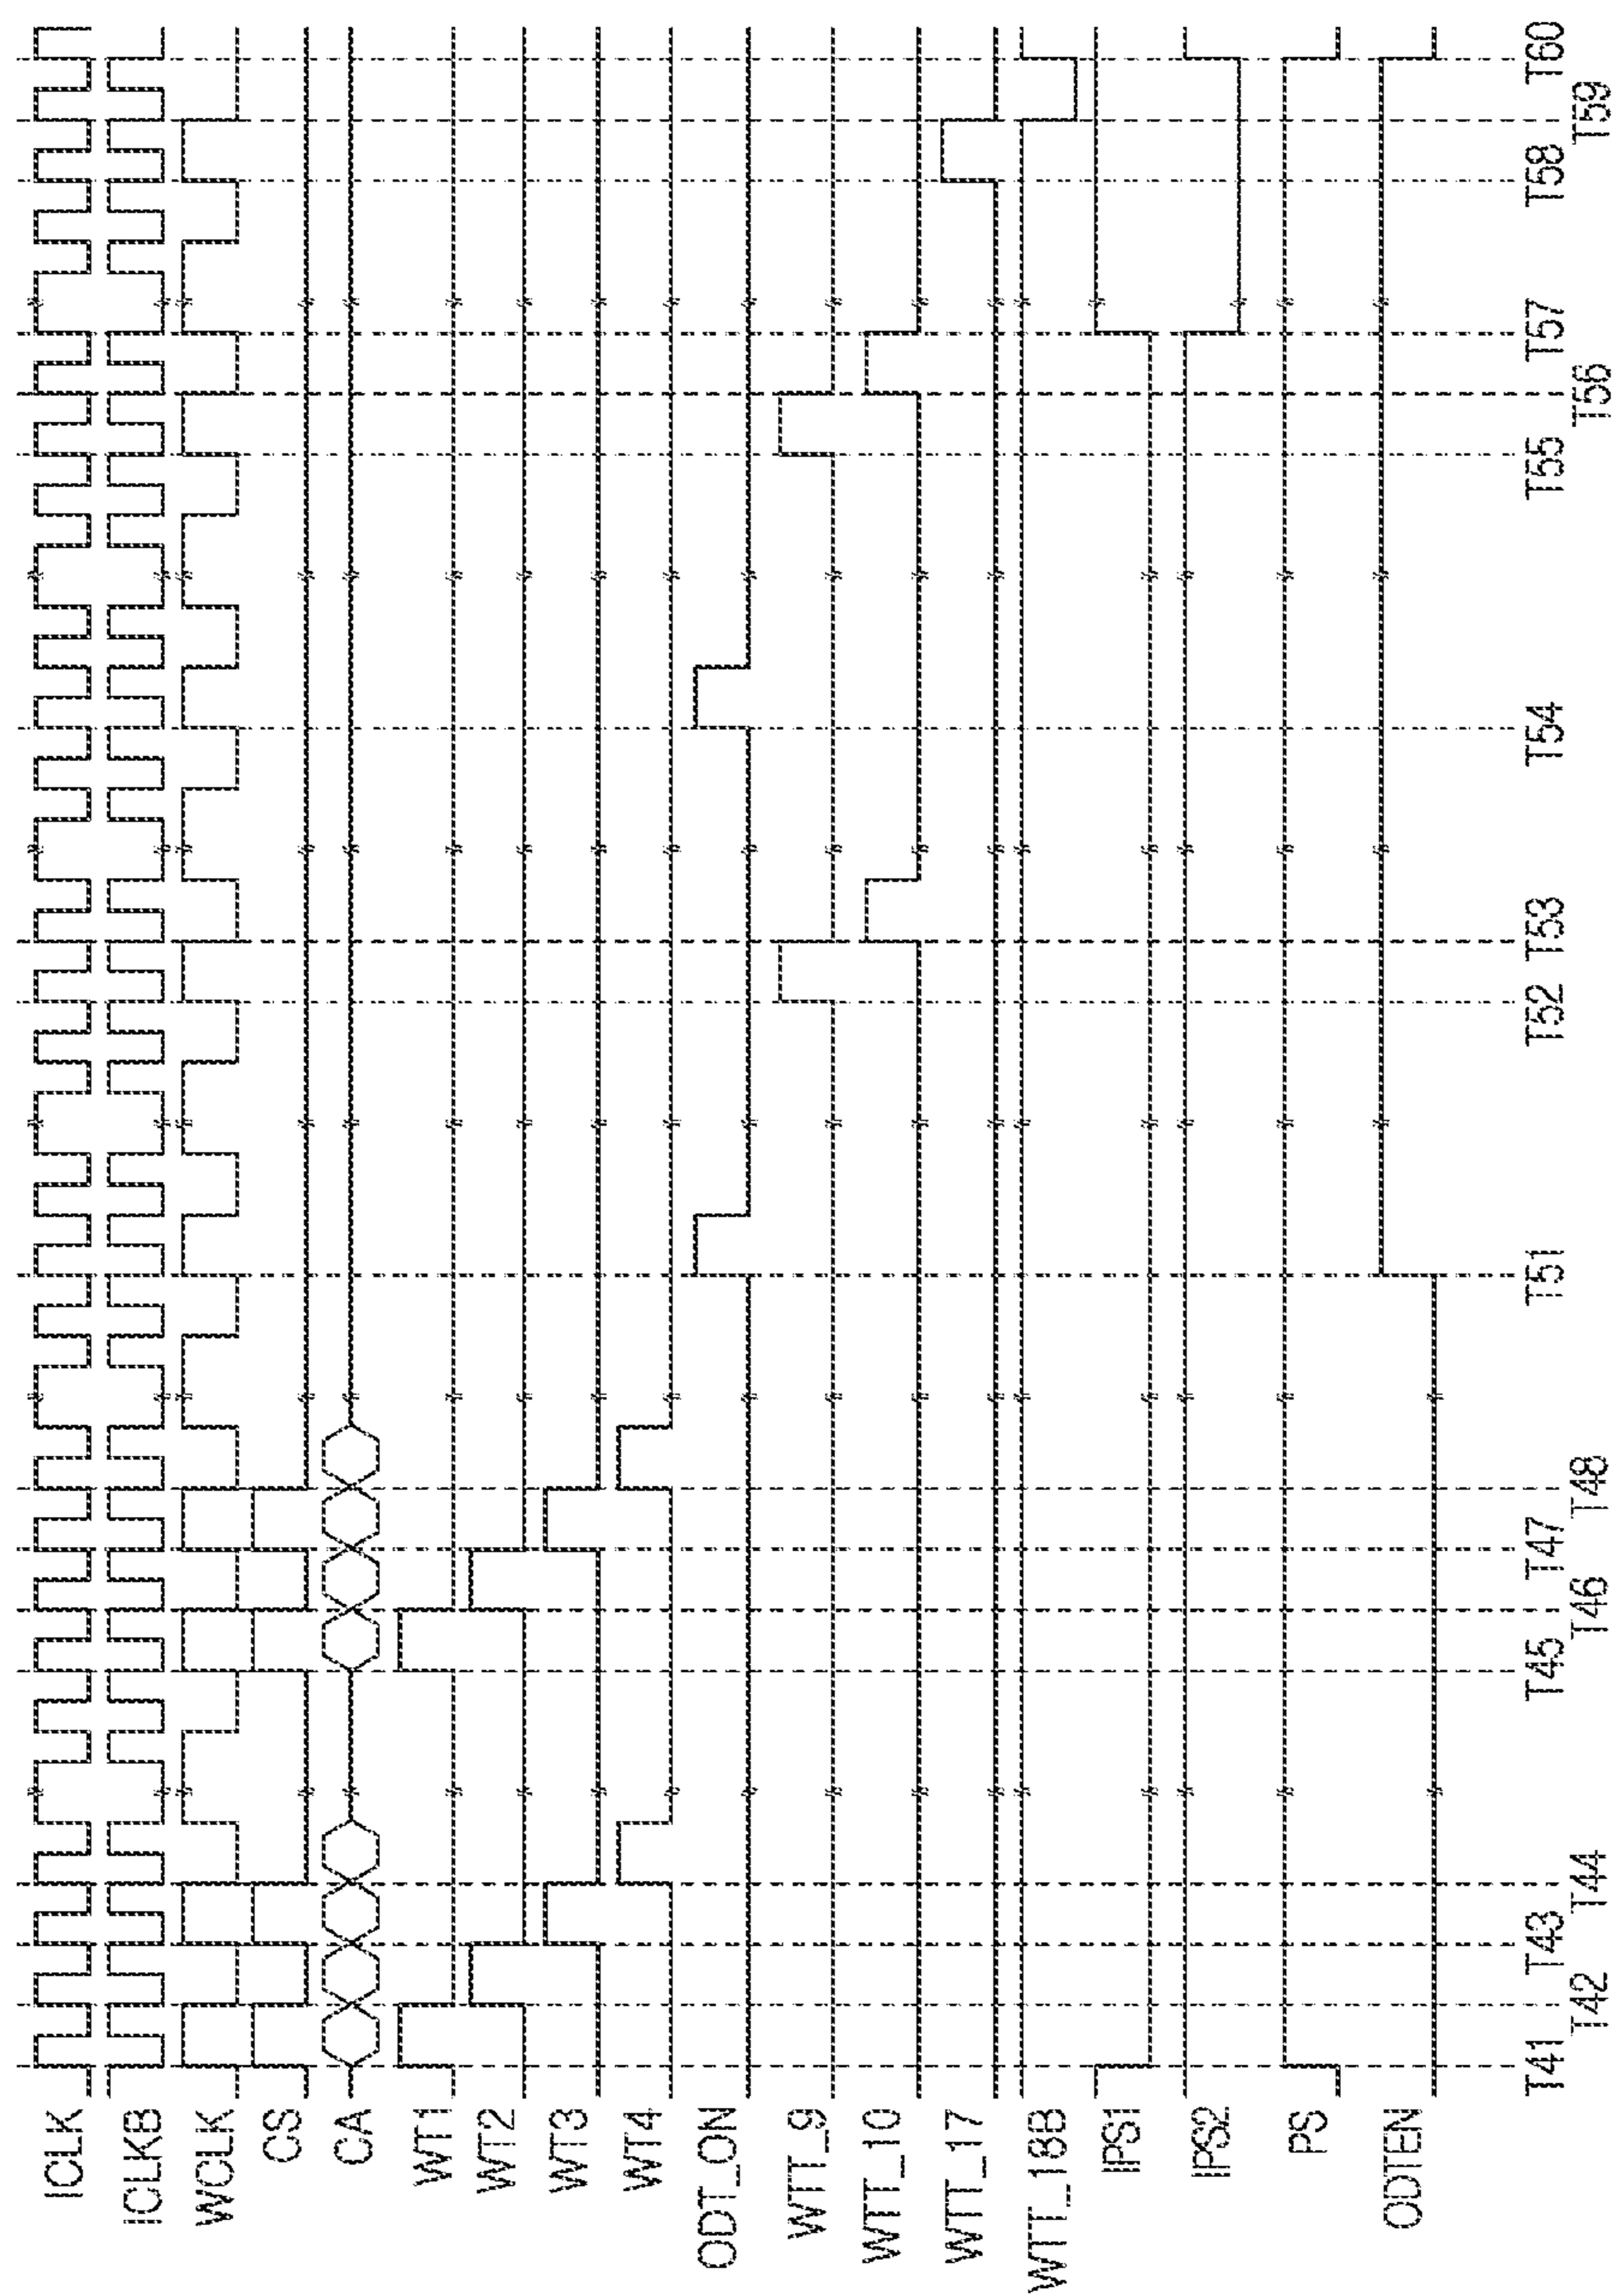 ICLK
ICLKB
WCLK
CS
CA
WT1
WT2
WT3
WT4
ODT_ON
WTT_9
WTT_10
WTT_17
WTT_18B
IPS1
IPS2
PS
ODTEN
T41
T42
T43
T44
T45
T46
T47
T48
T51
T52
T53
T54
T55
T56
T57
T58
T59
T60